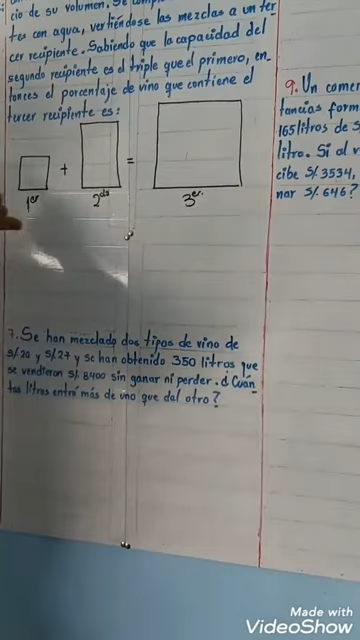 cio de su volumen. Se
tes con agua, vertiéndose las mezclas a un ter
cer recipiente. Sabiendo que la capacidad del
segundo recipiente es el triple que el primero, en_
tonces el porcentaje de vino que contiene el
tercer recipiente es:
+
=
1er
2do
3er.
9. Un comer
tancias form
165 litros de S
litro. Si al v
cibe S/. 3534,
nar S/. 646?
7. Se han mezclado dos tipos de vino de
S/.20 y S/.27 y se han obtenido 350 litros que
se vendieron S/. 8400 sin ganar ni perder. ¿Cuán_
tos litros entró más de uno que del otro?
Made with
VideoShow